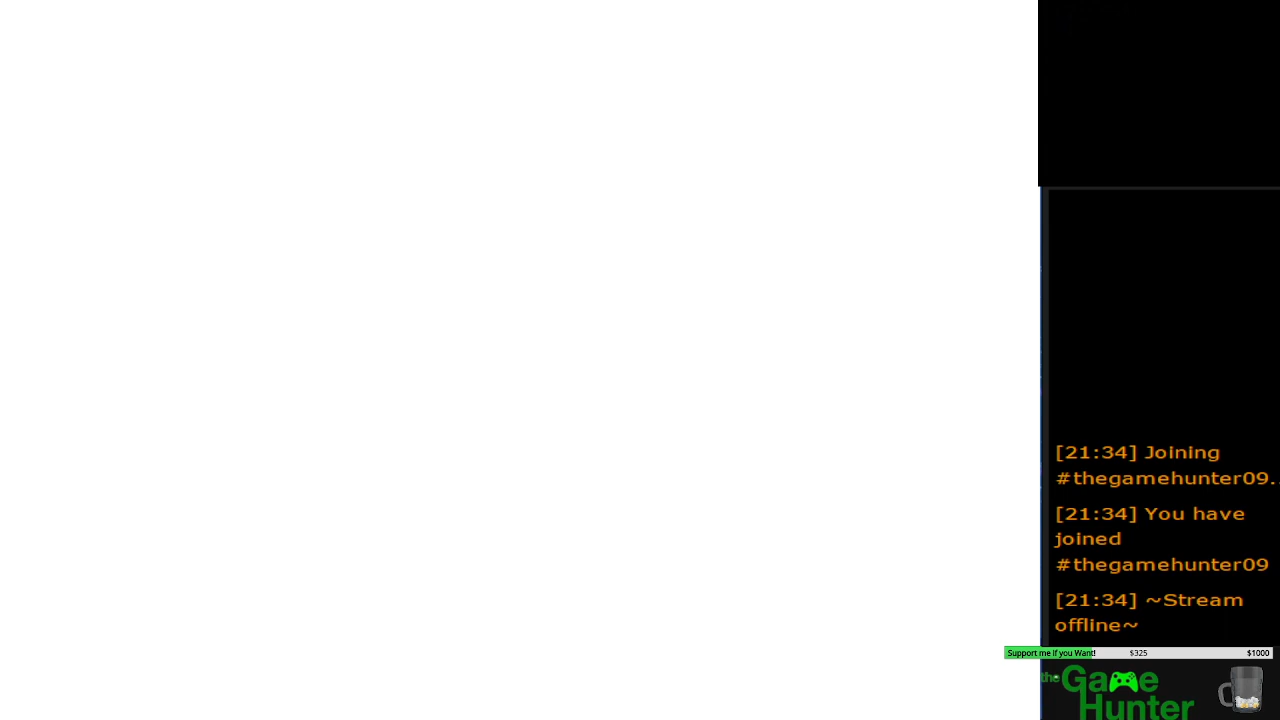 [21:34] Joining
#thegamehunter09..
[21:34] You have
joined
#thegamehunter09
[21:34] ~Stream
offline~
Support me if you Want! $325 $1000
the Game
Hunter